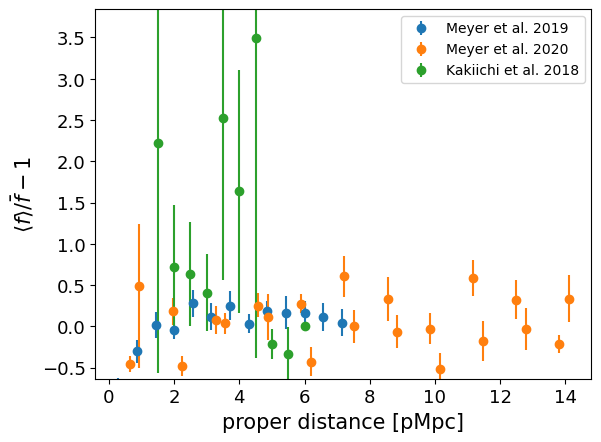 Meyer et al. 2019
Meyer et al. 2020
Kakiichi et al. 2018
3.5
3.0
2.5
2.0
1.5
1.0
0.5
0.0
−0.5
⟨f⟩/f̄ − 1
0 2 4 6 8 10 12 14
proper distance [pMpc]